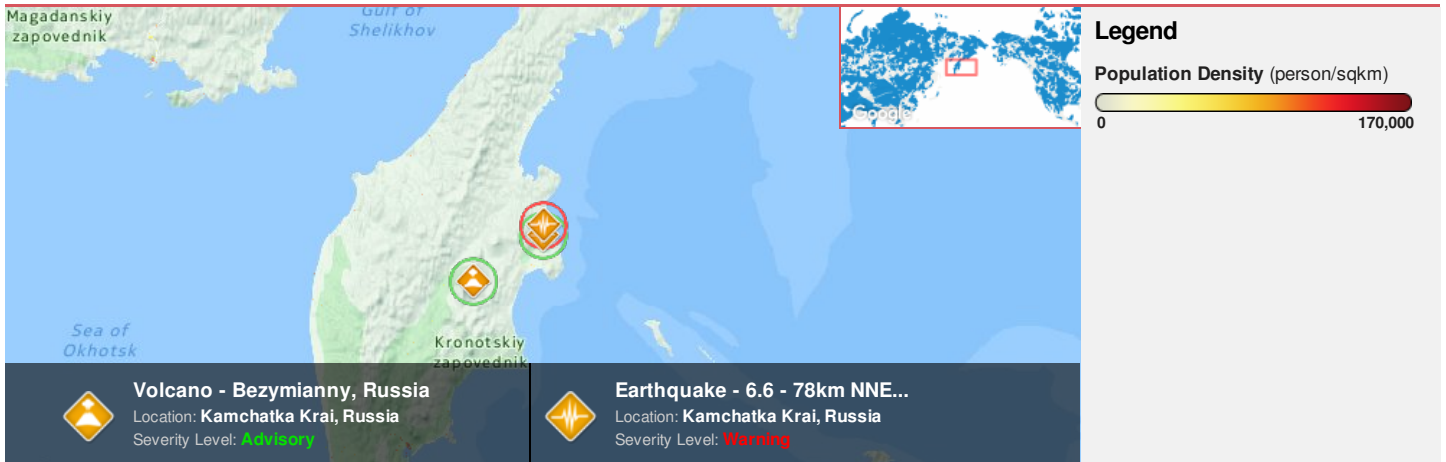 Magadanskiy
zapovednik
Gulf of
Shelikhov
Google
Legend
Population Density (person/sqkm)
0 170,000
Sea of
Okhotsk
Kronotskiy
zapovednik
Volcano - Bezymianny, Russia
Location: Kamchatka Krai, Russia
Severity Level: Advisory
Earthquake - 6.6 - 78km NNE...
Location: Kamchatka Krai, Russia
Severity Level: Warning